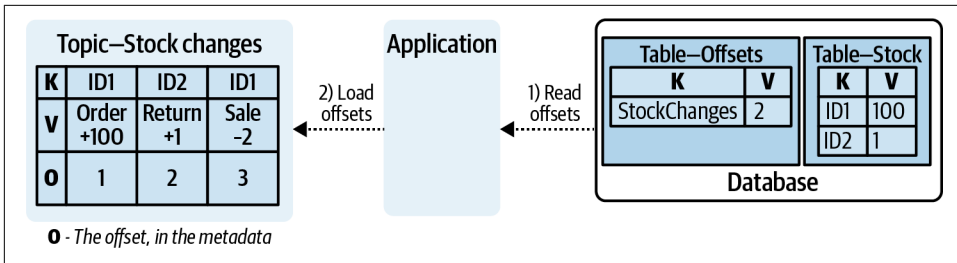 Topic—Stock changes
K ID1 ID2 ID1
V Order Return Sale
+100 +1 –2
O 1 2 3
O - The offset, in the metadata
2) Load
offsets
Application
1) Read
offsets
Table—Offsets
K V
StockChanges 2
Table—Stock
K V
ID1 100
ID2 1
Database